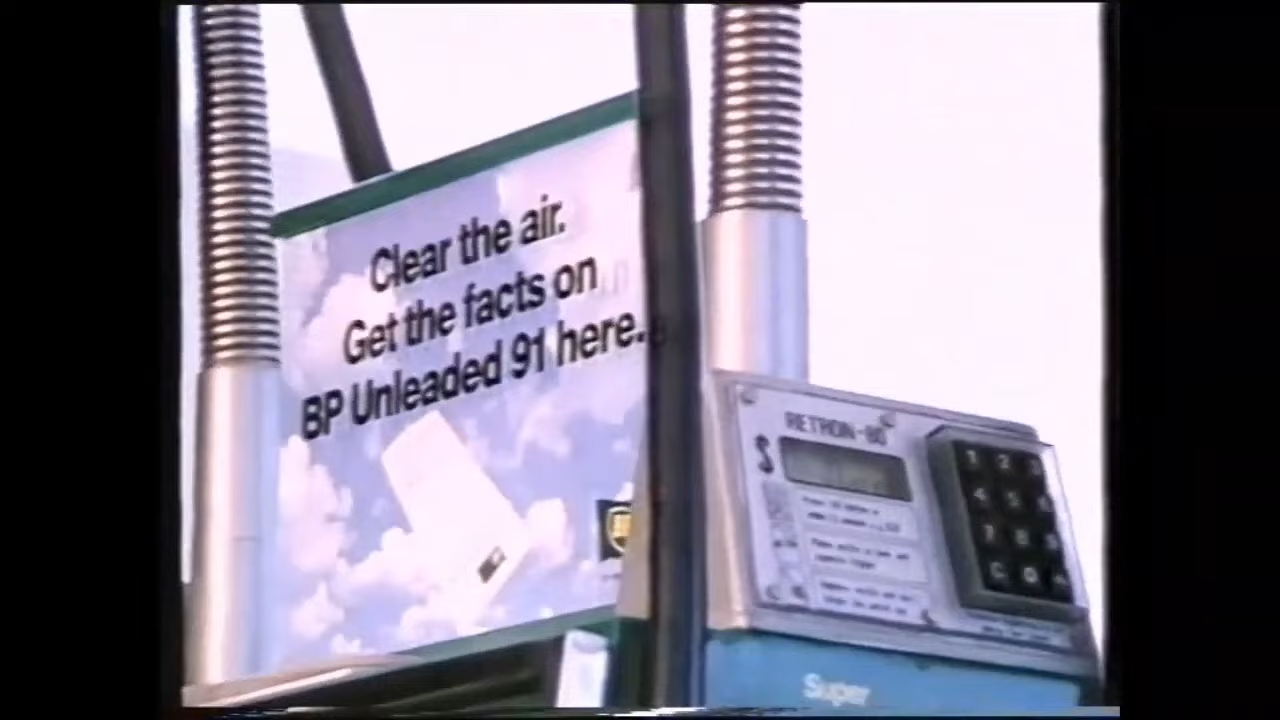 Clear the air.
Get the facts on
BP Unleaded 91 here.
RETRON-80
$
1 2 3
4 5 6
7 8 9
C 0
Super